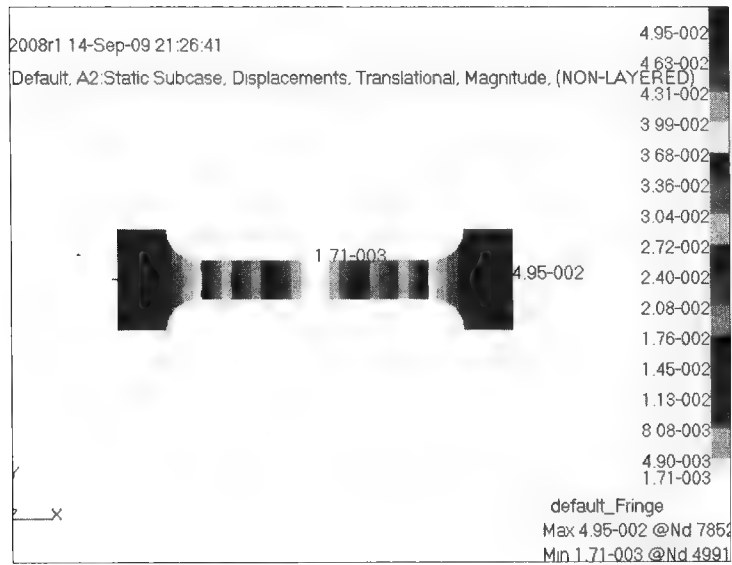 2008r1 14-Sep-09 21:26:41
Default, A2:Static Subcase, Displacements, Translational, Magnitude, (NON-LAYERED)
4.95-002
4.63-002
4.31-002
3 99-002
3 68-002
3.36-002
3.04-002
2.72-002
2.40-002
2.08-002
1.76-002
1.45-002
1.13-002
8 08-003
4.90-003
1.71-003
1 71-003
4.95-002
Y
X
default_Fringe
Max 4.95-002 @Nd 7852
Min 1.71-003 @Nd 4991